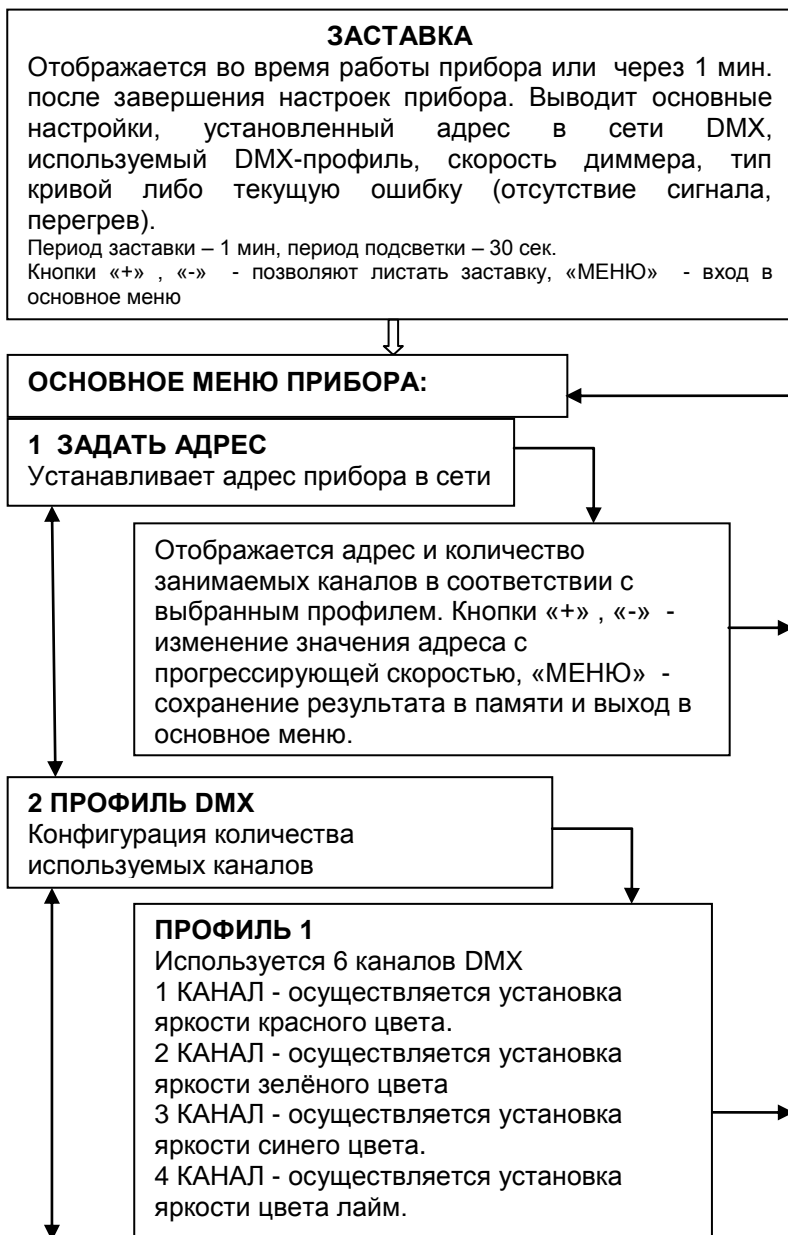 ЗАСТАВКА
Отображается во время работы прибора или через 1 мин.
после завершения настроек прибора. Выводит основные
настройки, установленный адрес в сети DMX,
используемый DMX-профиль, скорость диммера, тип
кривой либо текущую ошибку (отсутствие сигнала,
перегрев).
Период заставки – 1 мин, период подсветки – 30 сек.
Кнопки «+» , «-» - позволяют листать заставку, «МЕНЮ» - вход в
основное меню
ОСНОВНОЕ МЕНЮ ПРИБОРА:
1 ЗАДАТЬ АДРЕС
Устанавливает адрес прибора в сети
Отображается адрес и количество
занимаемых каналов в соответствии с
выбранным профилем. Кнопки «+» , «-» -
изменение значения адреса с
прогрессирующей скоростью, «МЕНЮ» -
сохранение результата в памяти и выход в
основное меню.
2 ПРОФИЛЬ DMX
Конфигурация количества
используемых каналов
ПРОФИЛЬ 1
Используется 6 каналов DMX
1 КАНАЛ - осуществляется установка
яркости красного цвета.
2 КАНАЛ - осуществляется установка
яркости зелёного цвета
3 КАНАЛ - осуществляется установка
яркости синего цвета.
4 КАНАЛ - осуществляется установка
яркости цвета лайм.